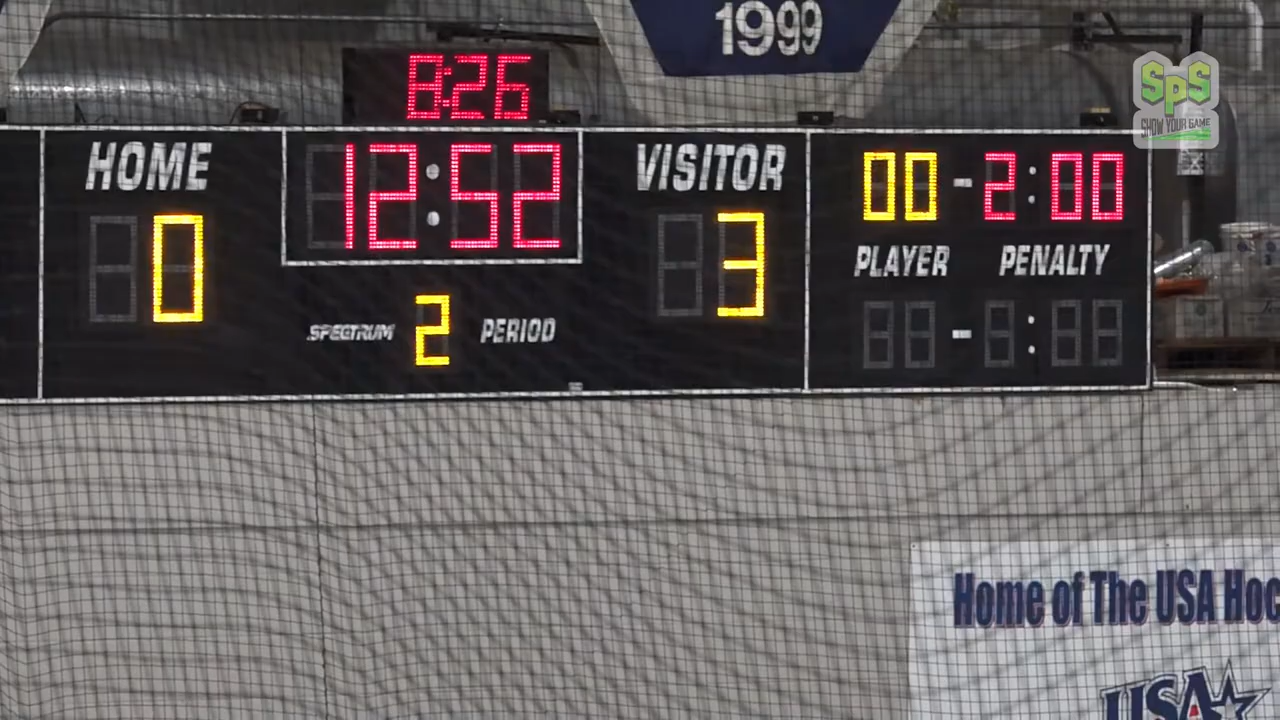 1999
8:26
SpS
SHOW YOUR GAME
HOME
12:52
VISITOR
00 - 2:00
PLAYER
PENALTY
0
3
SPECTRUM
2
PERIOD
Home of The USA Hoc
USA